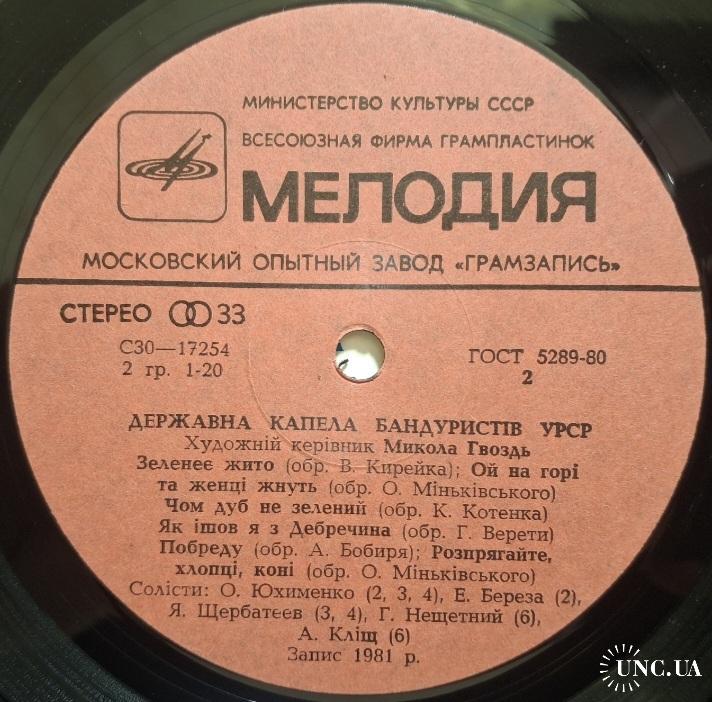 МИНИСТЕРСТВО КУЛЬТУРЫ СССР
ВСЕСОЮЗНАЯ ФИРМА ГРАМПЛАСТИНОК
МЕЛОДИЯ
МОСКОВСКИЙ ОПЫТНЫЙ ЗАВОД «ГРАМЗАПИСЬ»
СТЕРЕО 33
С30—17254
2 гр. 1-20
ГОСТ 5289-80
2
ДЕРЖАВНА КАПЕЛА БАНДУРИСТІВ УРСР
Художній керівник Микола Гвоздь
Зеленеє жито (обр. В. Кирейка); Ой на горі
та женці жнуть (обр. О. Міньківського)
Чом дуб не зелений (обр. К. Котенка)
Як ішов я з Дебречина (обр. Г. Верети)
Побреду (обр. А. Бобиря); Розпрягайте,
хлопці, коні (обр. О. Міньківського)
Солісти: О. Юхименко (2, 3, 4), Е. Береза (2),
Я. Щербатеєв (3, 4), Г. Нещетний (6),
А. Кліщ (6)
Запис 1981 р.
UNC.UA